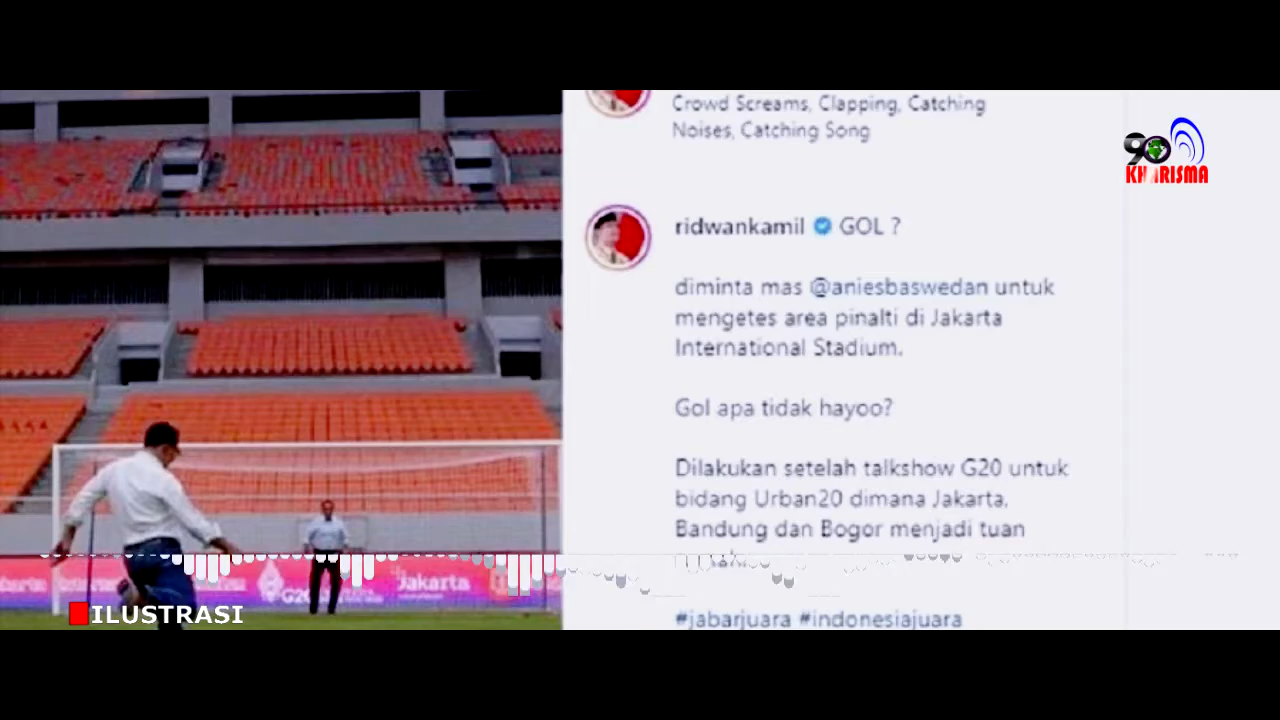 Crowd Screams, Clapping, Catching
Noises, Catching Song
90
KHARISMA
ridwankamil GOL ?
diminta mas @aniesbaswedan untuk
mengetes area pinalti di Jakarta
International Stadium.
Gol apa tidak hayoo?
Dilakukan setelah talkshow G20 untuk
bidang Urban20 dimana Jakarta,
Bandung dan Bogor menjadi tuan
#jabarjuara #indonesiajuara
G20
Jakarta
ILUSTRASI